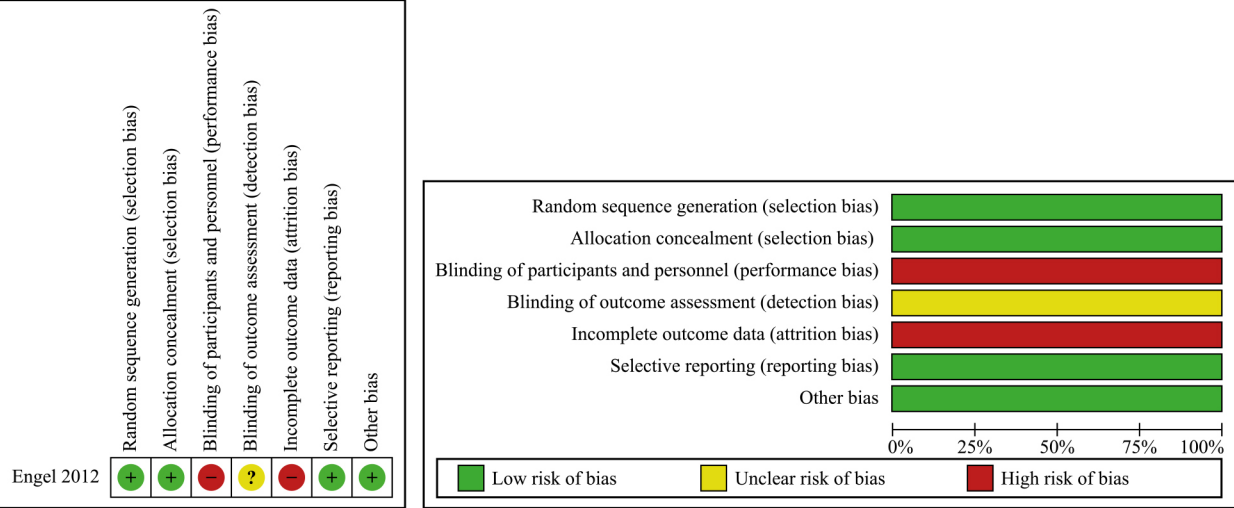 Random sequence generation (selection bias)
Allocation concealment (selection bias)
Blinding of participants and personnel (performance bias)
Blinding of outcome assessment (detection bias)
Incomplete outcome data (attrition bias)
Selective reporting (reporting bias)
Other bias
Engel 2012 + + – ? – + +
Random sequence generation (selection bias)
Allocation concealment (selection bias)
Blinding of participants and personnel (performance bias)
Blinding of outcome assessment (detection bias)
Incomplete outcome data (attrition bias)
Selective reporting (reporting bias)
Other bias
0% 25% 50% 75% 100%
Low risk of bias Unclear risk of bias High risk of bias